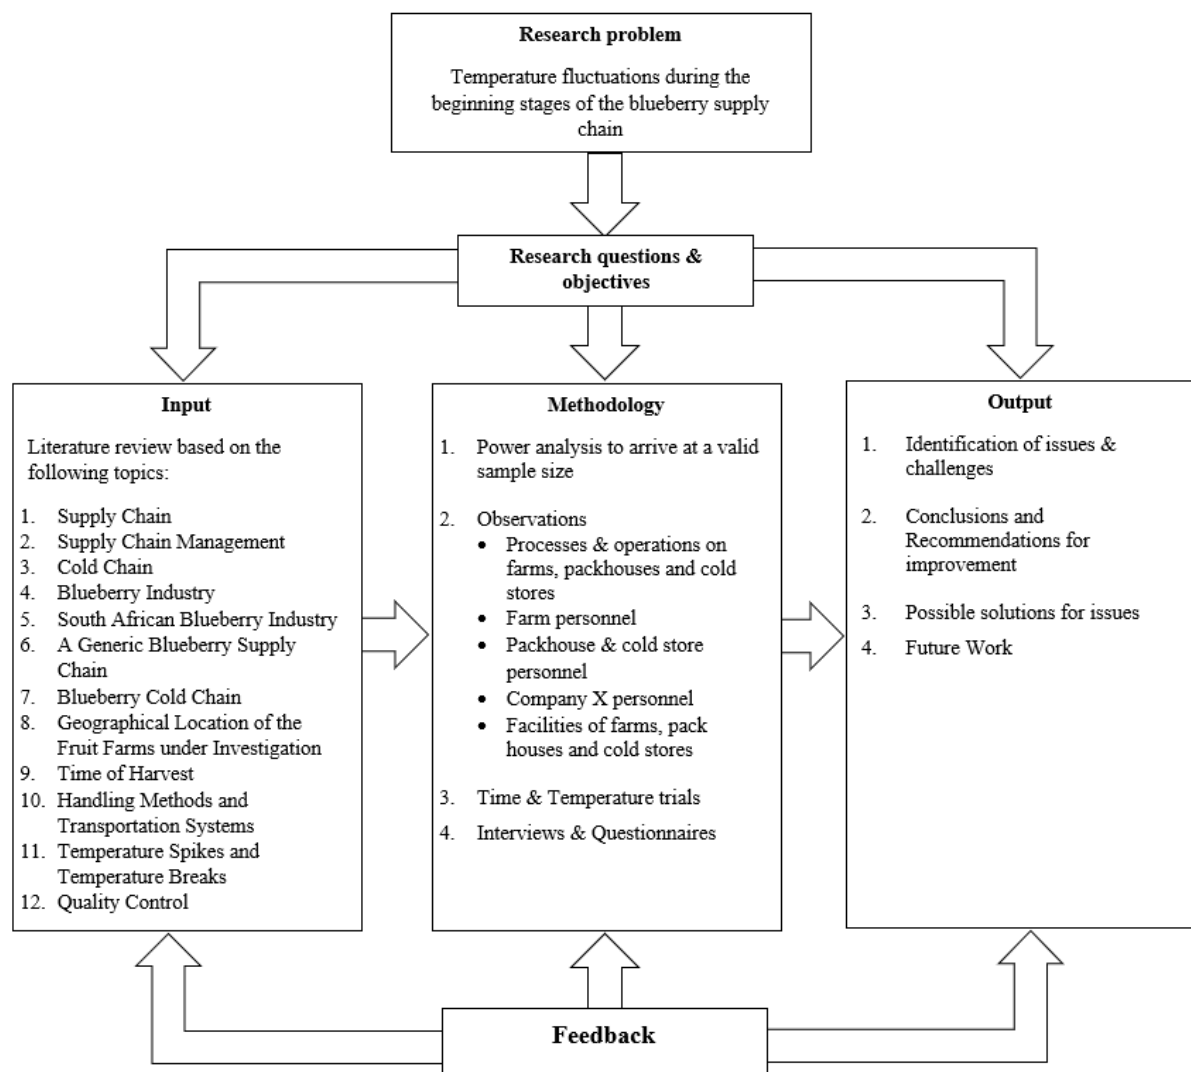 Research problem
Temperature fluctuations during the
beginning stages of the blueberry supply
chain
Research questions &
objectives
Input
Literature review based on the
following topics:
1. Supply Chain
2. Supply Chain Management
3. Cold Chain
4. Blueberry Industry
5. South African Blueberry Industry
6. A Generic Blueberry Supply
Chain
7. Blueberry Cold Chain
8. Geographical Location of the
Fruit Farms under Investigation
9. Time of Harvest
10. Handling Methods and
Transportation Systems
11. Temperature Spikes and
Temperature Breaks
12. Quality Control
Methodology
1. Power analysis to arrive at a valid
sample size
2. Observations
• Processes & operations on
farms, packhouses and cold
stores
• Farm personnel
• Packhouse & cold store
personnel
• Company X personnel
• Facilities of farms, pack
houses and cold stores
3. Time & Temperature trials
4. Interviews & Questionnaires
Output
1. Identification of issues &
challenges
2. Conclusions and
Recommendations for
improvement
3. Possible solutions for issues
4. Future Work
Feedback